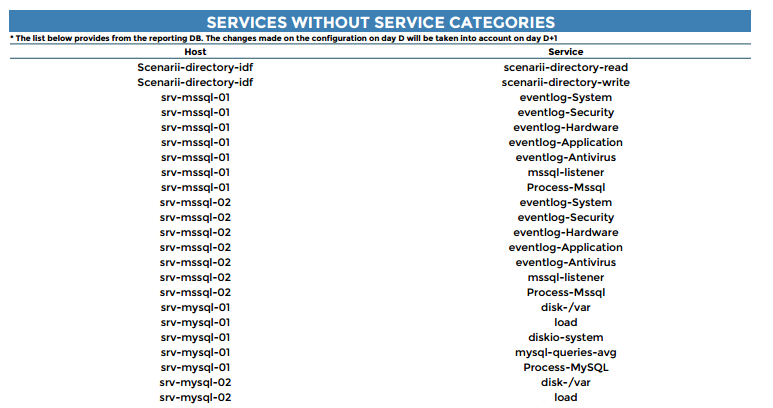 SERVICES WITHOUT SERVICE CATEGORIES
* The list below provides from the reporting DB. The changes made on the configuration on day D will be taken into account on day D+1
Host Service
Scenarii-directory-idf scenarii-directory-read
Scenarii-directory-idf scenarii-directory-write
srv-mssql-01 eventlog-System
srv-mssql-01 eventlog-Security
srv-mssql-01 eventlog-Hardware
srv-mssql-01 eventlog-Application
srv-mssql-01 eventlog-Antivirus
srv-mssql-01 mssql-listener
srv-mssql-01 Process-Mssql
srv-mssql-02 eventlog-System
srv-mssql-02 eventlog-Security
srv-mssql-02 eventlog-Hardware
srv-mssql-02 eventlog-Application
srv-mssql-02 eventlog-Antivirus
srv-mssql-02 mssql-listener
srv-mssql-02 Process-Mssql
srv-mysql-01 disk-/var
srv-mysql-01 load
srv-mysql-01 diskio-system
srv-mysql-01 mysql-queries-avg
srv-mysql-01 Process-MySQL
srv-mysql-02 disk-/var
srv-mysql-02 load